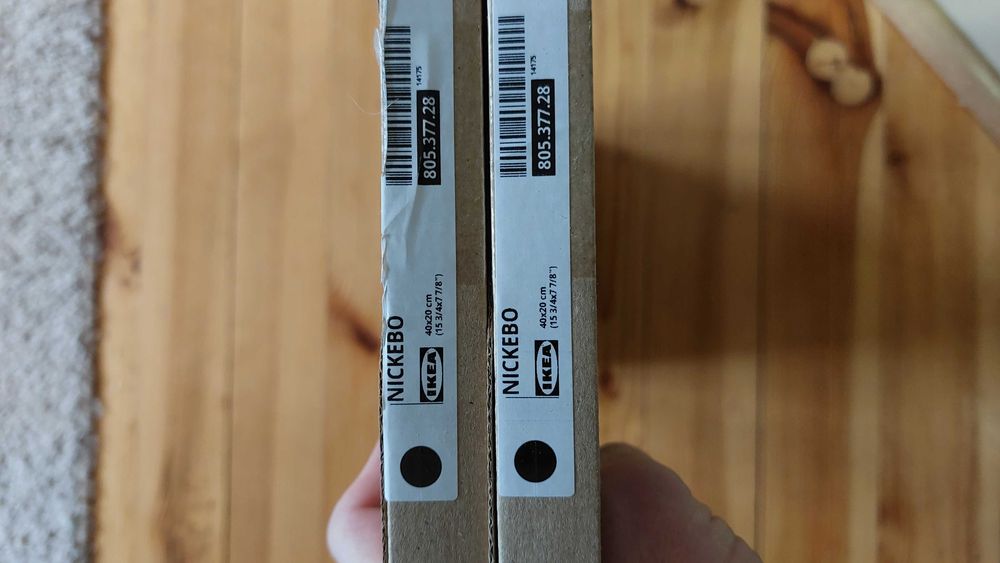 NICKEBO
IKEA
40x20 cm
(15 3/4x7 7/8")
805.377.28
14175
NICKEBO
IKEA
40x20 cm
(15 3/4x7 7/8")
805.377.28
14175